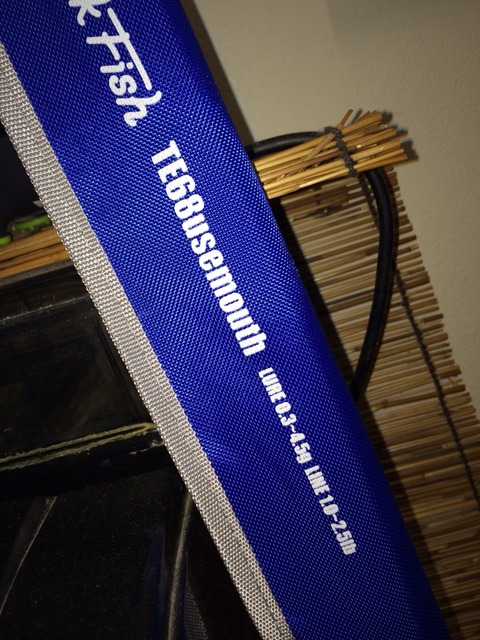 k Fish
TE68usemouth
LURE 0.3~4.5g LINE 1.0~2.5lb